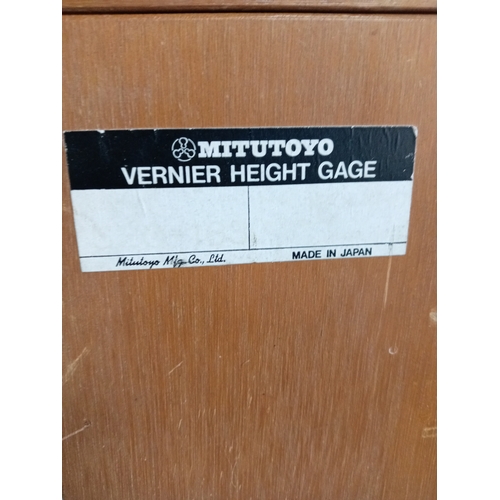 MITUTOYO
VERNIER HEIGHT GAGE
Mitutoyo Mfg. Co., Ltd.
MADE IN JAPAN